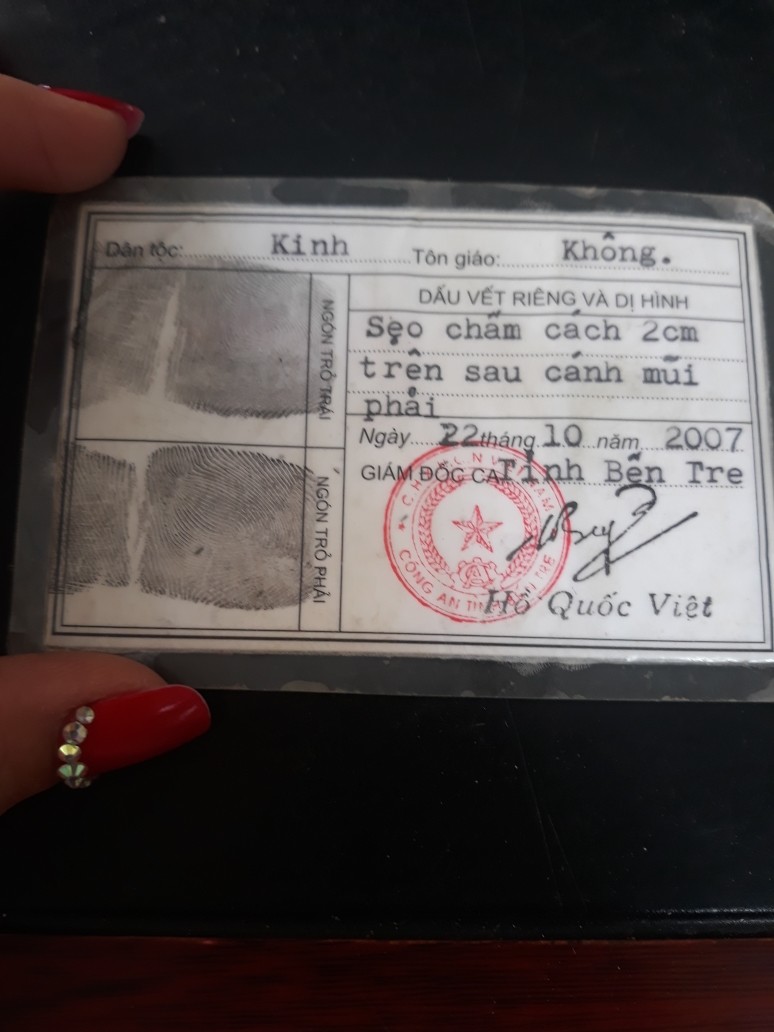 Dân tộc: Kinh Tôn giáo: Không.
NGÓN TRỎ TRÁI
DẤU VẾT RIÊNG VÀ DỊ HÌNH
Sẹo chấm cách 2cm
trên sau cánh mũi
phải
Ngày 22 tháng 10 năm 2007
NGÓN TRỎ PHẢI
GIÁM ĐỐC CA Tỉnh Bến Tre
CÔNG AN
Hồ Quốc Việt